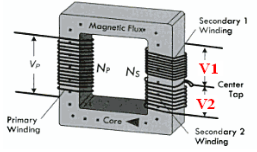 Secondary 1
Winding
Magnetic Flux
V1
VP
NP
NS
Center
Tap
V2
Primary
Winding
Core
Secondary 2
Winding